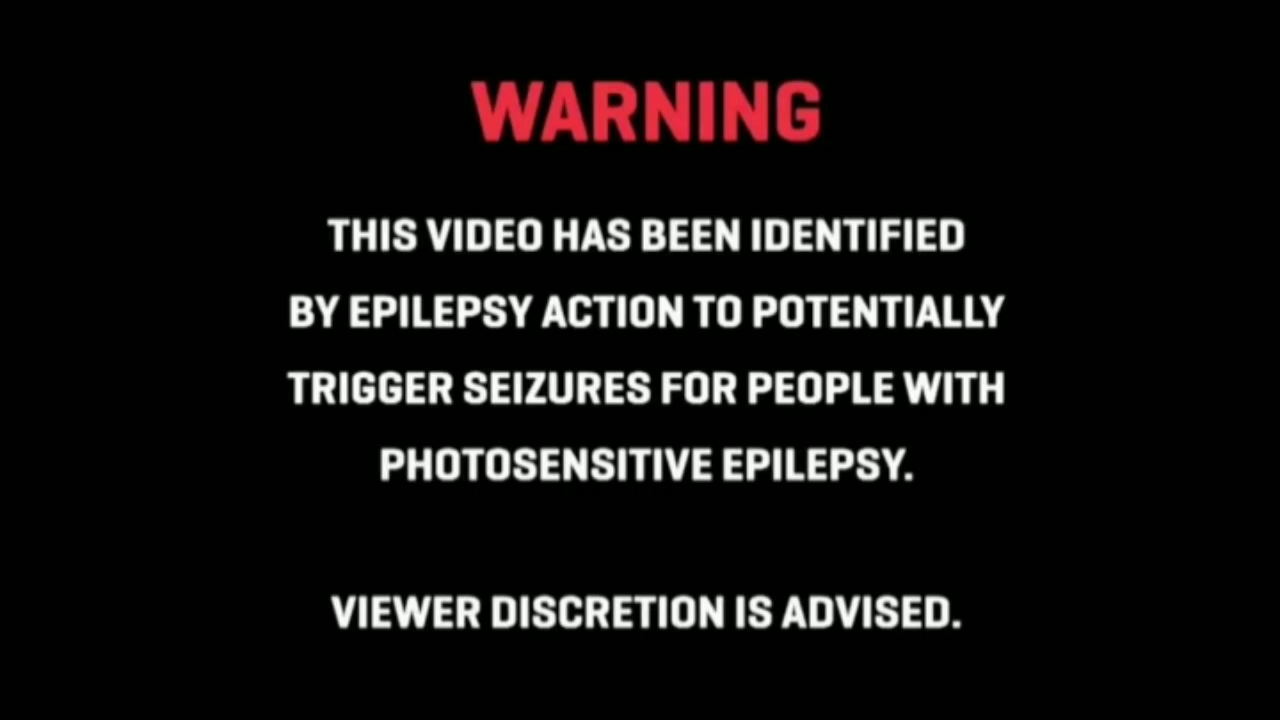 WARNING
THIS VIDEO HAS BEEN IDENTIFIED
BY EPILEPSY ACTION TO POTENTIALLY
TRIGGER SEIZURES FOR PEOPLE WITH
PHOTOSENSITIVE EPILEPSY.
VIEWER DISCRETION IS ADVISED.